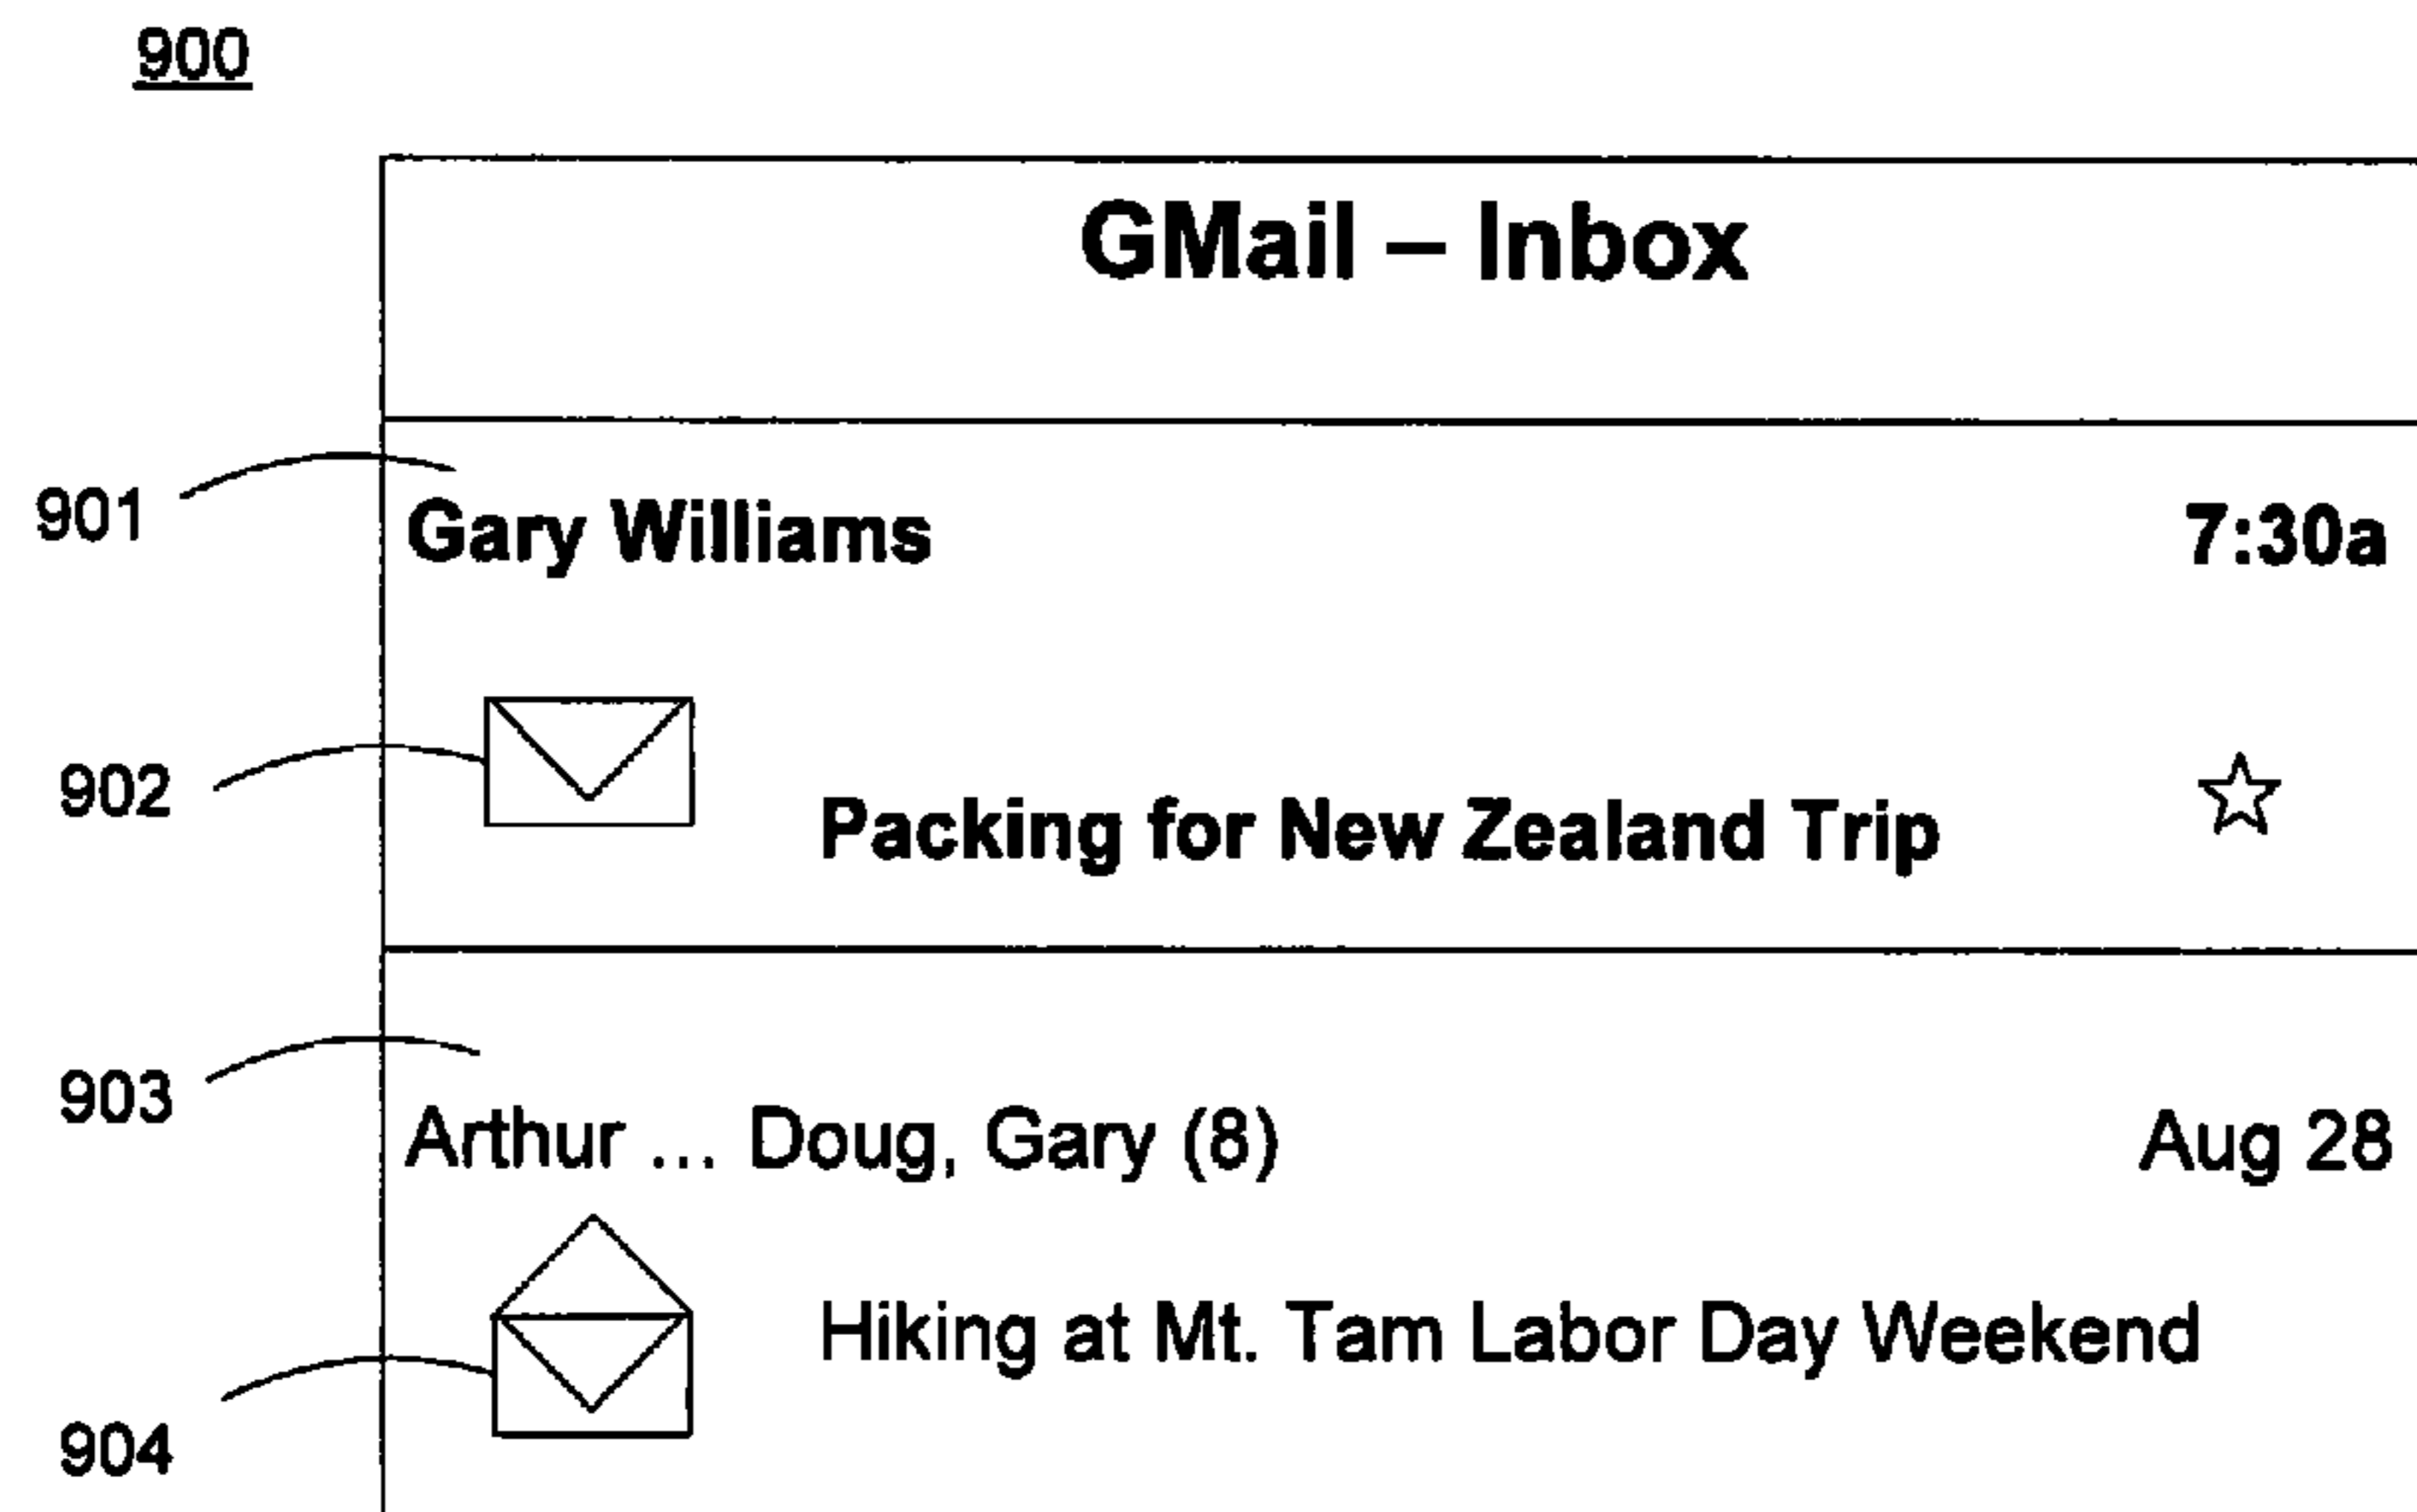 900
GMail – Inbox
901
Gary Williams 7:30a
902
Packing for New Zealand Trip
903
Arthur ... Doug, Gary (8) Aug 28
Hiking at Mt. Tam Labor Day Weekend
904